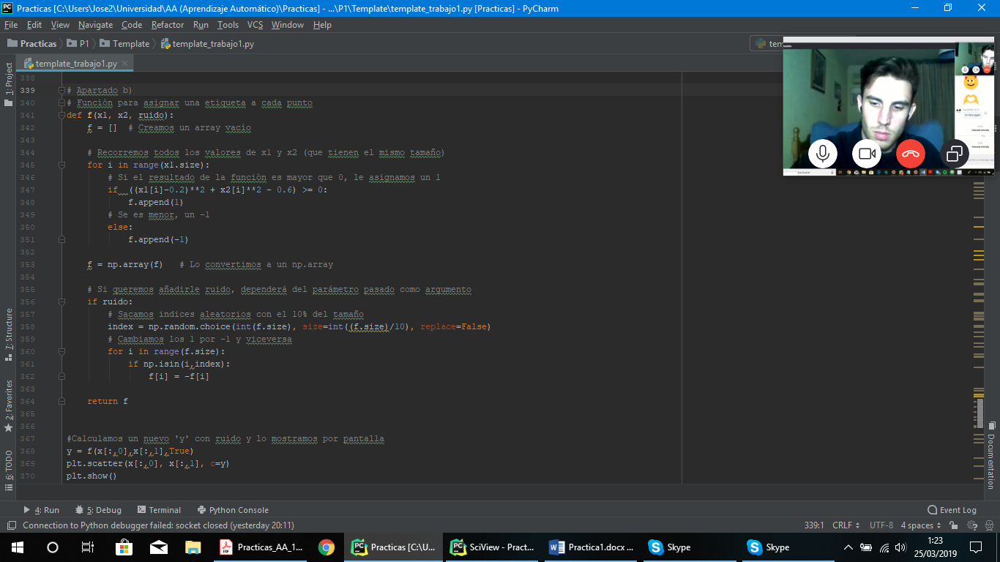 Practicas [C:\Users\Jose2\Universidad\AA (Aprendizaje Automático)\Practicas] - ...\P1\Template\template_trabajo1.py [Practicas] - PyCharm
File Edit View Navigate Code Refactor Run Tools VCS Window Help
Practicas P1 Template template_trabajo1.py
template_trabajo1.py
1: Project
7: Structure
2: Favorites
6: TODO
338
339 # Apartado b)
340 # Función para asignar una etiqueta a cada punto
341 def f(x1, x2, ruido):
342 f = [] # Creamos un array vacío
343
344 # Recorremos todos los valores de x1 y x2 (que tienen el mismo tamaño)
345 for i in range(x1.size):
346 # Si el resultado de la función es mayor que 0, le asignamos un 1
347 if ((x1[i]-0.2)**2 + x2[i]**2 - 0.6) >= 0:
348 f.append(1)
349 # Se es menor, un -1
350 else:
351 f.append(-1)
352
353 f = np.array(f) # Lo convertimos a un np.array
354
355 # Si queremos añadirle ruido, dependerá del parámetro pasado como argumento
356 if ruido:
357 # Sacamos indices aleatorios con el 10% del tamaño
358 index = np.random.choice(int(f.size), size=int((f.size)/10), replace=False)
359 # Cambiamos los 1 por -1 y viceversa
360 for i in range(f.size):
361 if np.isin(i,index):
362 f[i] = -f[i]
363
364 return f
365
366
367 #Calculamos un nuevo 'y' con ruido y lo mostramos por pantalla
368 y = f(x[:,0],x[:,1],True)
369 plt.scatter(x[:,0], x[:,1], c=y)
370 plt.show()
Documentation
4: Run 5: Debug Terminal Python Console Event Log
Connection to Python debugger failed: socket closed (yesterday 20:11) 339:1 CRLF UTF-8 4 spaces
Practicas_AA_1... Practicas [C:\U... SciView - Pract... Practica1.docx ... Skype Skype 1:23
25/03/2019